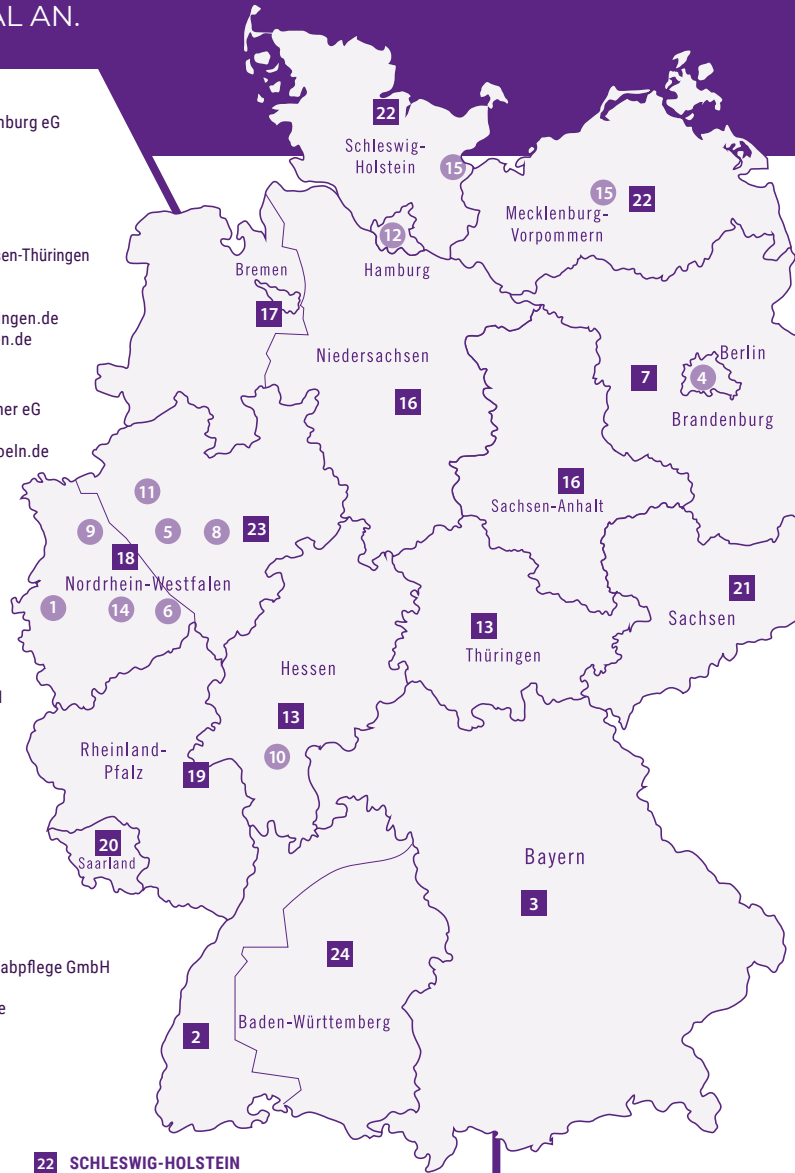 AL AN.
nburg eG
sen-Thüringen
ngen.de
n.de
ner eG
oeln.de
abpflege GmbH
e
22
Schleswig-
Holstein
15
15
22
Mecklenburg-
Vorpommern
12
Hamburg
Bremen
17
Niedersachsen
16
Berlin
7
4
Brandenburg
16
Sachsen-Anhalt
11
9
5
8
23
18
Nordrhein-Westfalen
1
14
6
21
Sachsen
13
Thüringen
Hessen
13
10
Rheinland-
Pfalz
19
20
Saarland
Bayern
3
24
Baden-Württemberg
2
22 SCHLESWIG-HOLSTEIN